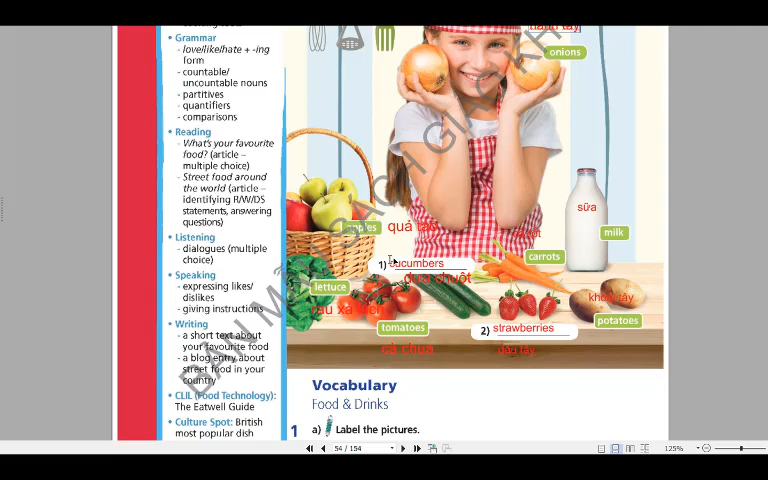 Grammar
- love/like/hate + -ing
form
- countable/
uncountable nouns
- partitives
- quantifiers
- comparisons
Reading
- What's your favourite
food? (article –
multiple choice)
- Street food around
the world (article –
identifying R/W/DS
statements, answering
questions)
Listening
- dialogues (multiple
choice)
Speaking
- expressing likes/
dislikes
- giving instructions
Writing
- a short text about
your favourite food
- a blog entry about
street food in your
country
CLIL (Food Technology):
The Eatwell Guide
Culture Spot: British
most popular dish
hành tây
onions
sữa
milk
apples
quả táo
carrots
1) cucumbers
dưa chuột
lettuce
rau xà lách
khoai tây
potatoes
tomatoes
cà chua
2) strawberries
dâu tây
BẢN MẪU SÁCH GIÁO KH
Vocabulary
Food & Drinks
1 a) Label the pictures.
54 / 154
125%